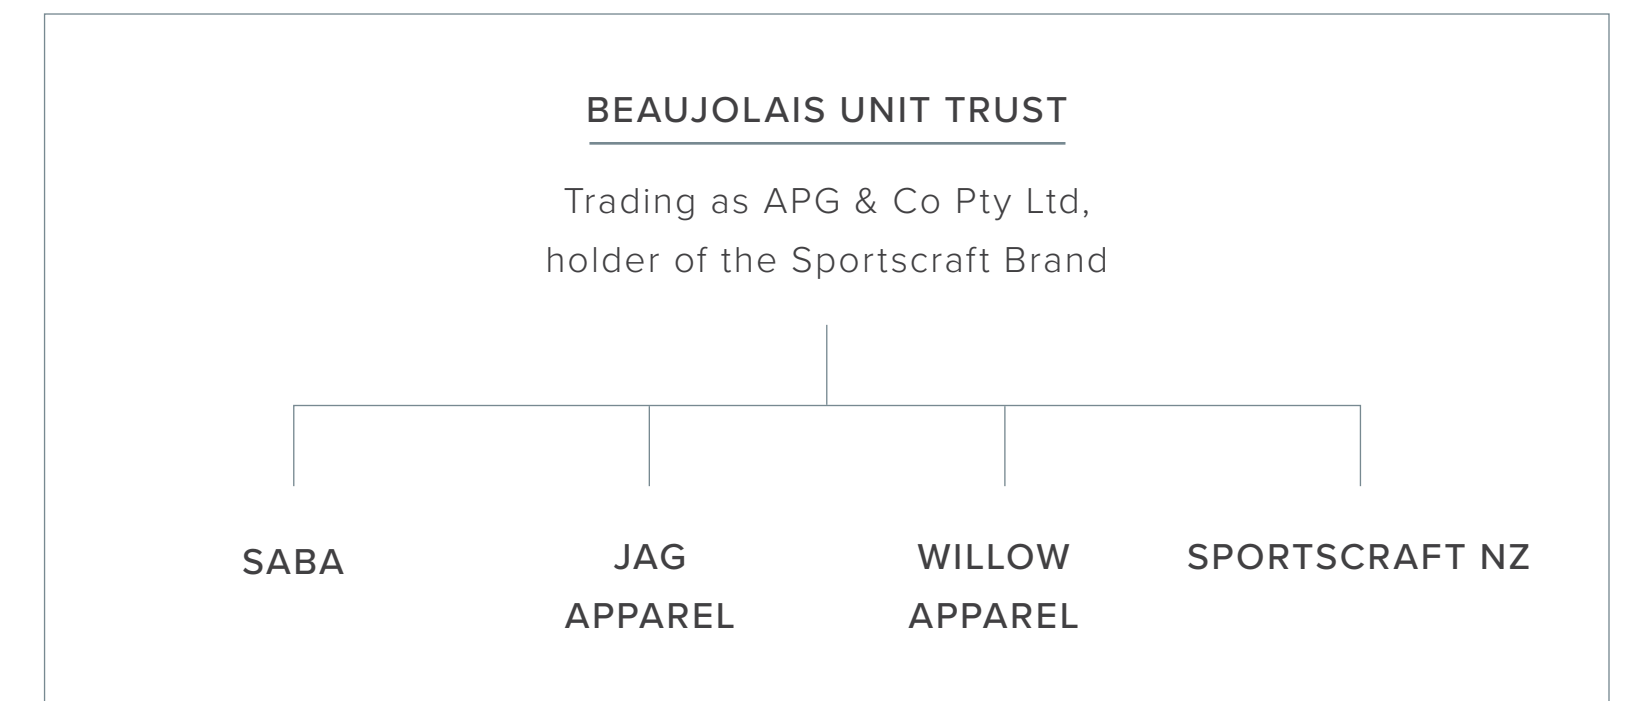 BEAUJOLAIS UNIT TRUST
Trading as APG & Co Pty Ltd,
holder of the Sportscraft Brand
SABA
JAG
APPAREL
WILLOW
APPAREL
SPORTSCRAFT NZ